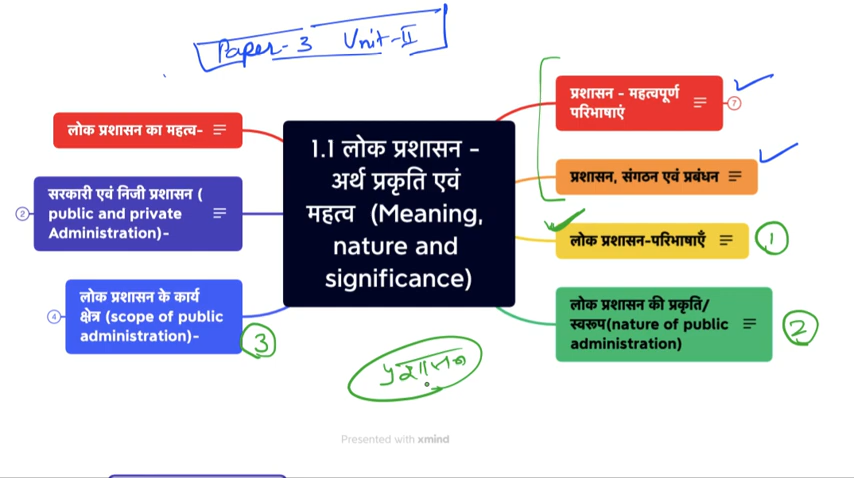 Paper-3 Unit-II
प्रशासन - महत्वपूर्ण
परिभाषाएं
7
लोक प्रशासन का महत्व-
1.1 लोक प्रशासन -
अर्थ प्रकृति एवं
महत्व (Meaning,
nature and
significance)
प्रशासन, संगठन एवं प्रबंधन
सरकारी एवं निजी प्रशासन (
public and private
Administration)-
2
लोक प्रशासन-परिभाषाएँ
1
लोक प्रशासन के कार्य
क्षेत्र (scope of public
administration)-
4
3
लोक प्रशासन की प्रकृति/
स्वरूप(nature of public
administration)
2
प्रशासन
Presented with xmind